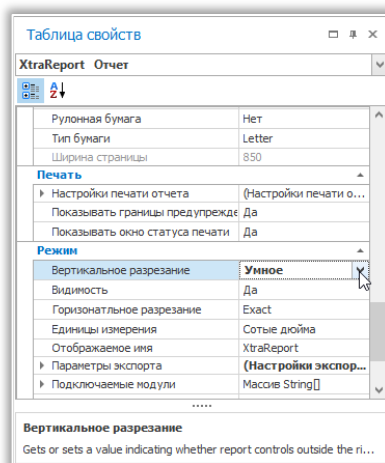 Таблица свойств
XtraReport Отчет
Рулонная бумага Нет
Тип бумаги Letter
Ширина страницы 850
Печать
Настройки печати отчета (Настройки печати о...
Показывать границы предупрежде Да
Показывать окно статуса печати Да
Режим
Вертикальное разрезание Умное
Видимость Да
Горизонатльное разрезание Exact
Единицы измерения Сотые дюйма
Отображаемое имя XtraReport
Параметры экспорта (Настройки экспор...
Подключаемые модули Массив String[]
Вертикальное разрезание
Gets or sets a value indicating whether report controls outside the ri...